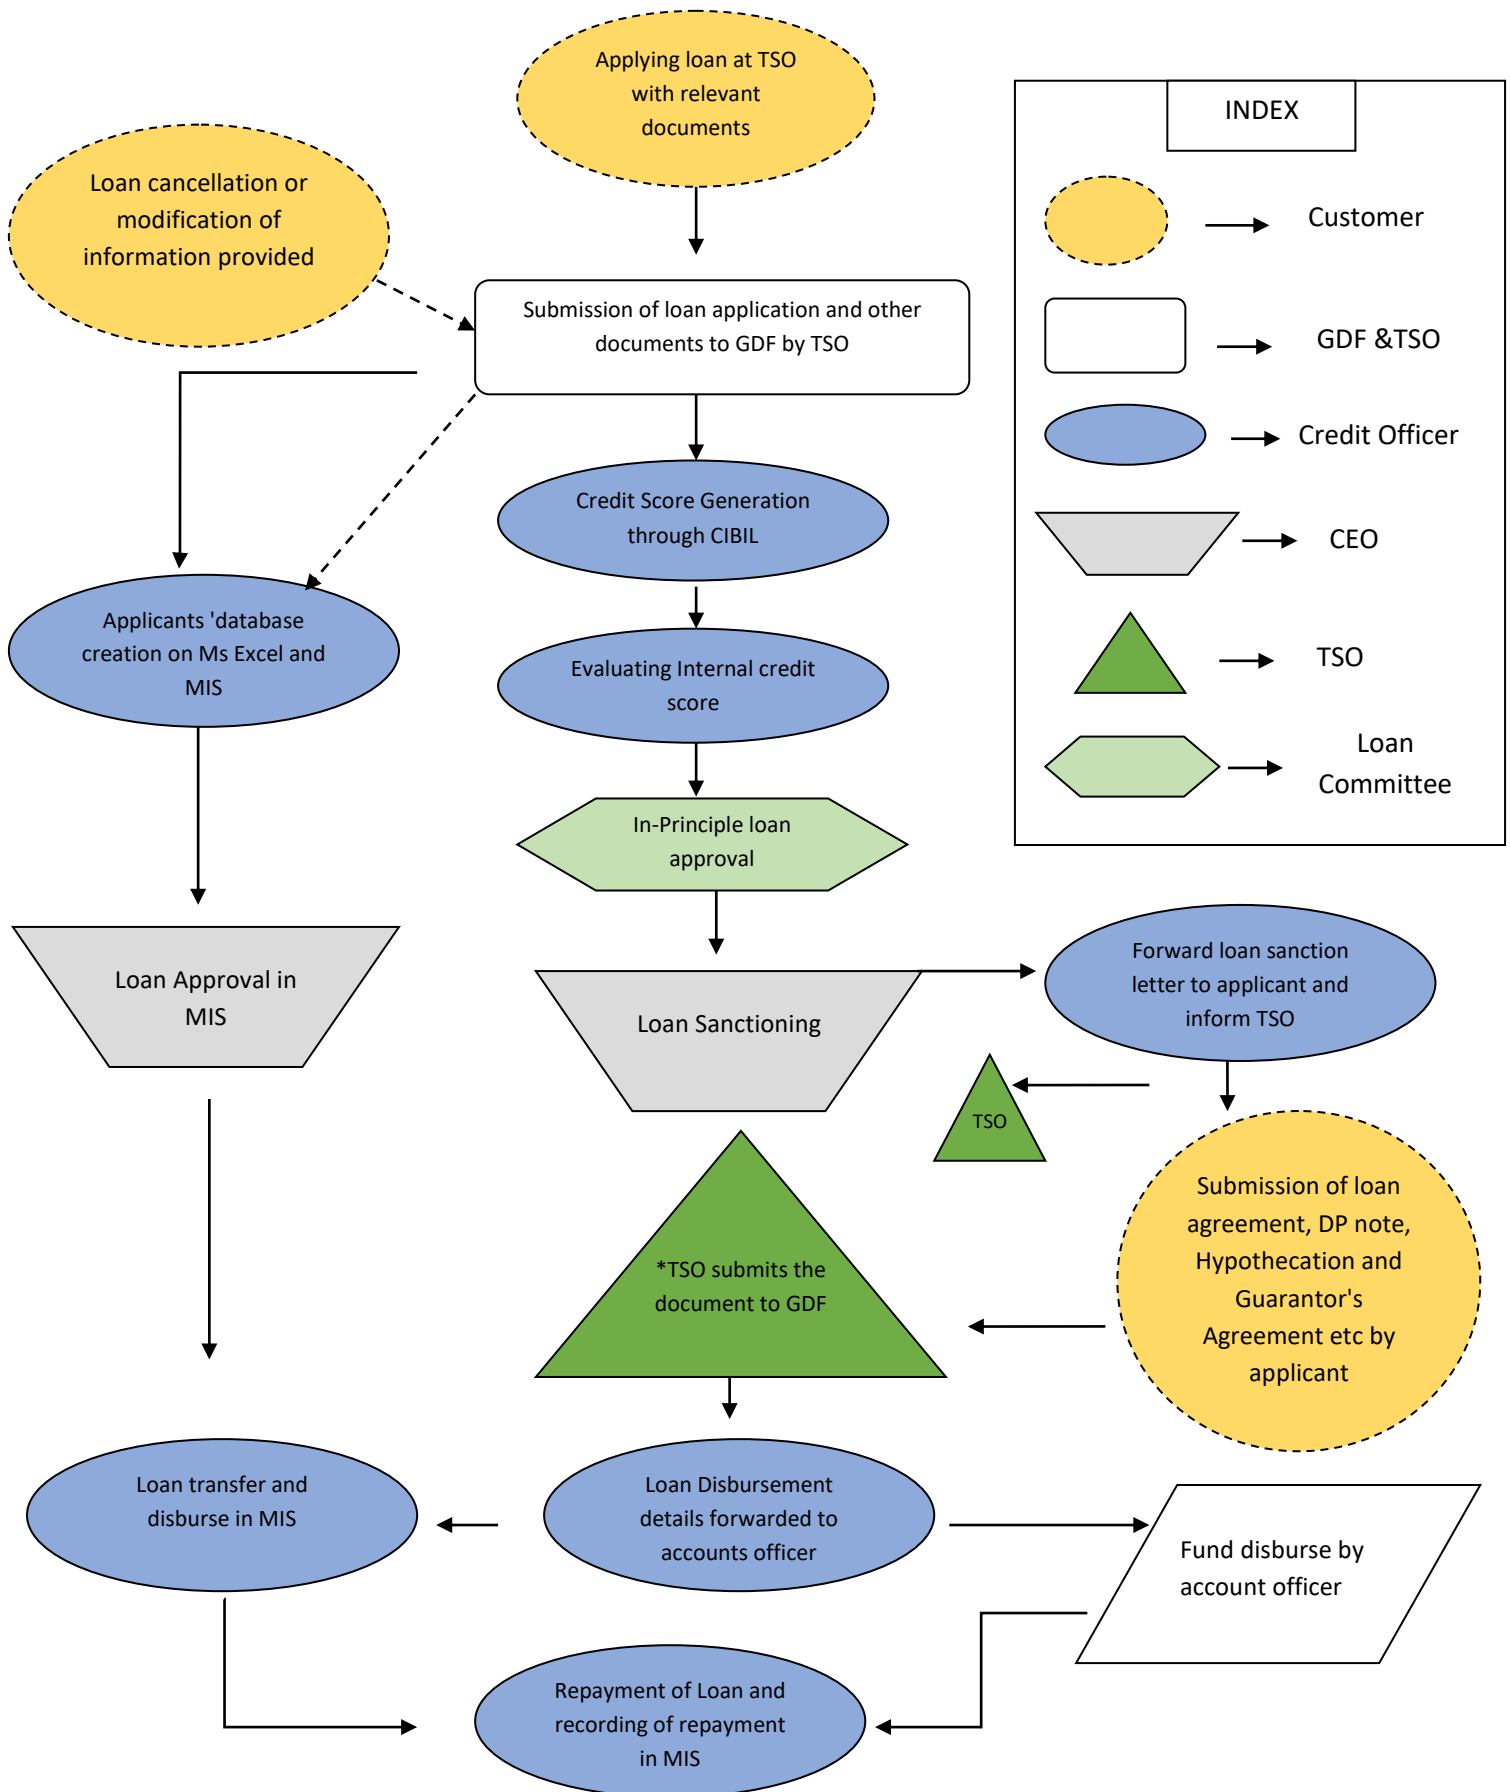 Applying loan at TSO
with relevant
documents
Loan cancellation or
modification of
information provided
Submission of loan application and other
documents to GDF by TSO
Credit Score Generation
through CIBIL
Applicants 'database
creation on Ms Excel and
MIS
Evaluating Internal credit
score
In-Principle loan
approval
Loan Approval in
MIS
Loan Sanctioning
Forward loan sanction
letter to applicant and
inform TSO
TSO
Submission of loan
agreement, DP note,
Hypothecation and
Guarantor's
Agreement etc by
applicant
*TSO submits the
document to GDF
Loan transfer and
disburse in MIS
Loan Disbursement
details forwarded to
accounts officer
Fund disburse by
account officer
Repayment of Loan and
recording of repayment
in MIS
INDEX
Customer
GDF &TSO
Credit Officer
CEO
TSO
Loan
Committee